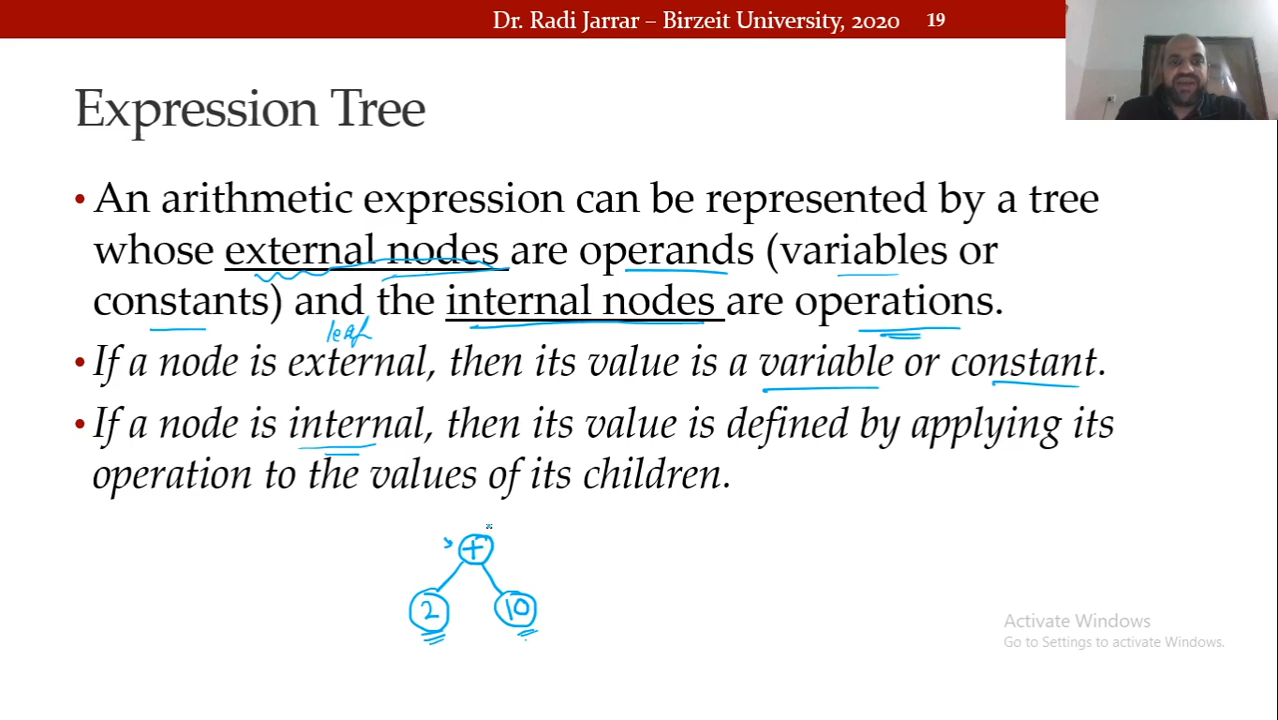 Dr. Radi Jarrar – Birzeit University, 2020 19
Expression Tree
• An arithmetic expression can be represented by a tree
whose external nodes are operands (variables or
constants) and the internal nodes are operations.
leaf
• If a node is external, then its value is a variable or constant.
• If a node is internal, then its value is defined by applying its
operation to the values of its children.
+
2 10
Activate Windows
Go to Settings to activate Windows.